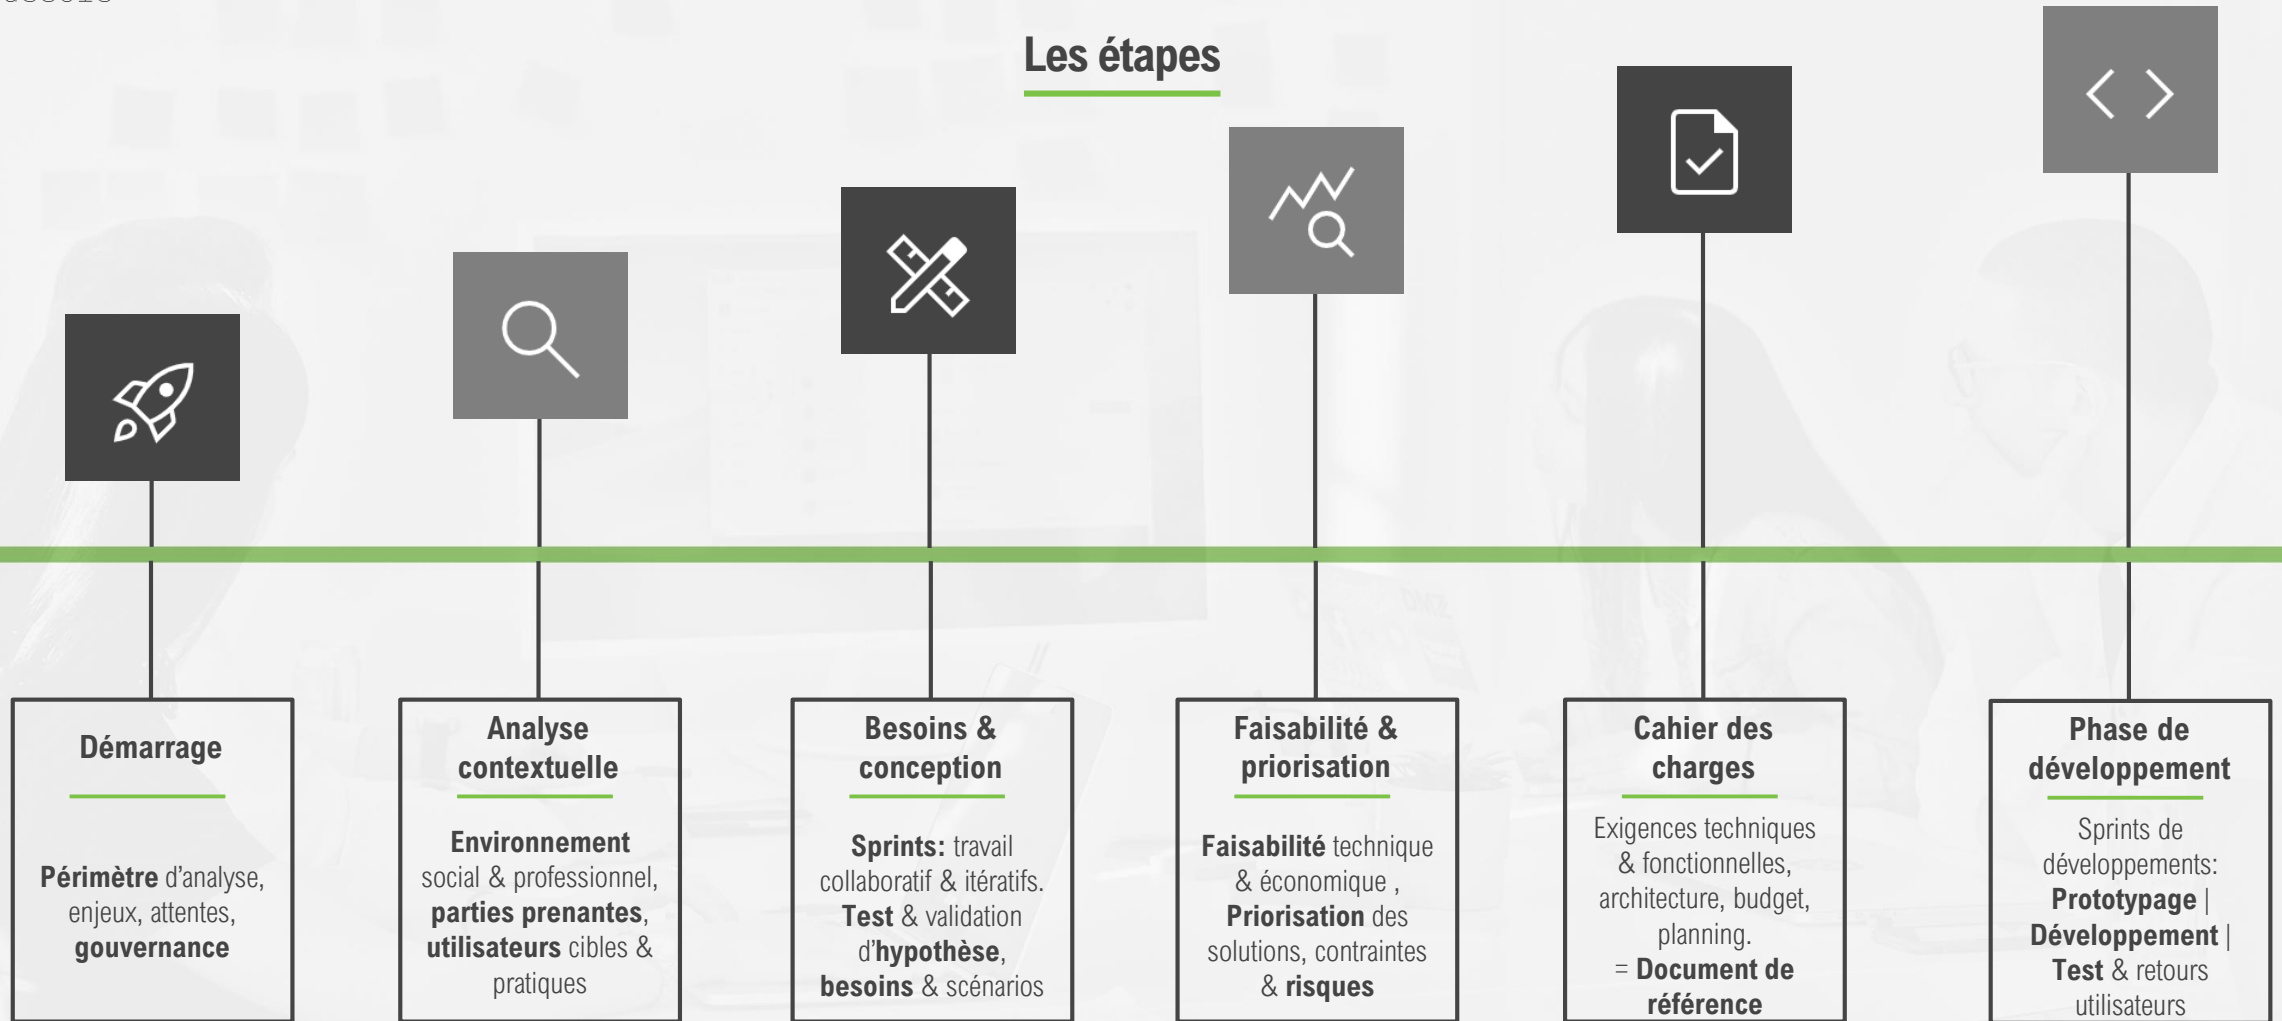 Les étapes
Démarrage
Périmètre d'analyse,
enjeux, attentes,
gouvernance
Analyse
contextuelle
Environnement
social & professionnel,
parties prenantes,
utilisateurs cibles &
pratiques
Besoins &
conception
Sprints: travail
collaboratif & itératifs.
Test & validation
d'hypothèse,
besoins & scénarios
Faisabilité &
priorisation
Faisabilité technique
& économique ,
Priorisation des
solutions, contraintes
& risques
Cahier des
charges
Exigences techniques
& fonctionnelles,
architecture, budget,
planning.
= Document de
référence
Phase de
développement
Sprints de
développements:
Prototypage |
Développement |
Test & retours
utilisateurs